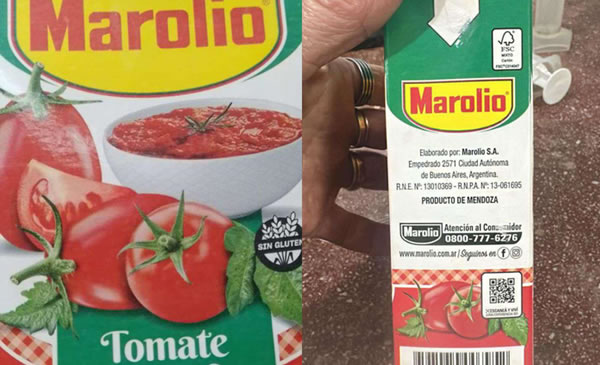 Marolio
SIN GLUTEN
Tomate
FSC
MIXTO
Marolio
Elaborado por: Marolio S.A.
Empedrado 2571 Ciudad Autónoma
de Buenos Aires, Argentina.
R.N.E. Nº: 13010369 - R.N.P.A. Nº: 13-061695
PRODUCTO DE MENDOZA
Marolio Atención al Consumidor
0800-777-6276
www.marolio.com.ar / Seguinos en